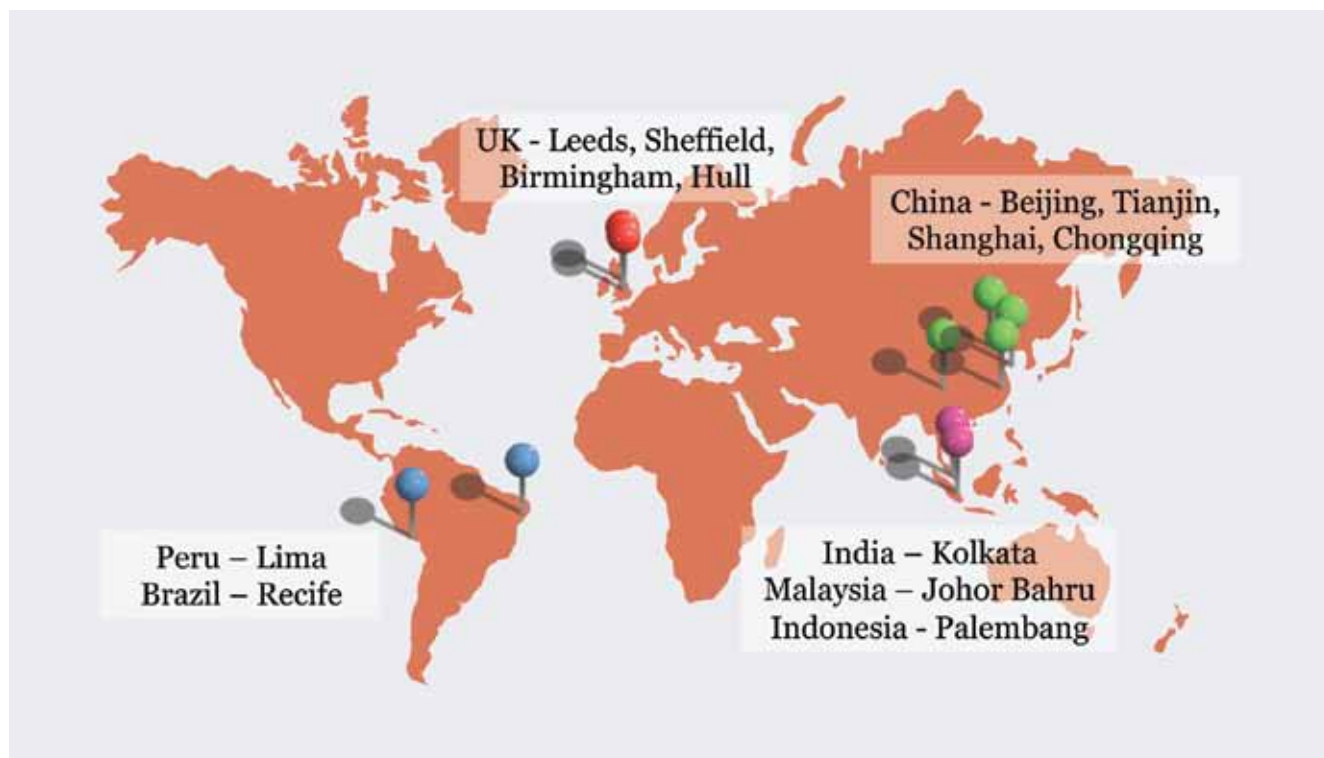 UK - Leeds, Sheffield,
Birmingham, Hull
China - Beijing, Tianjin,
Shanghai, Chongqing
Peru – Lima
Brazil – Recife
India – Kolkata
Malaysia – Johor Bahru
Indonesia - Palembang